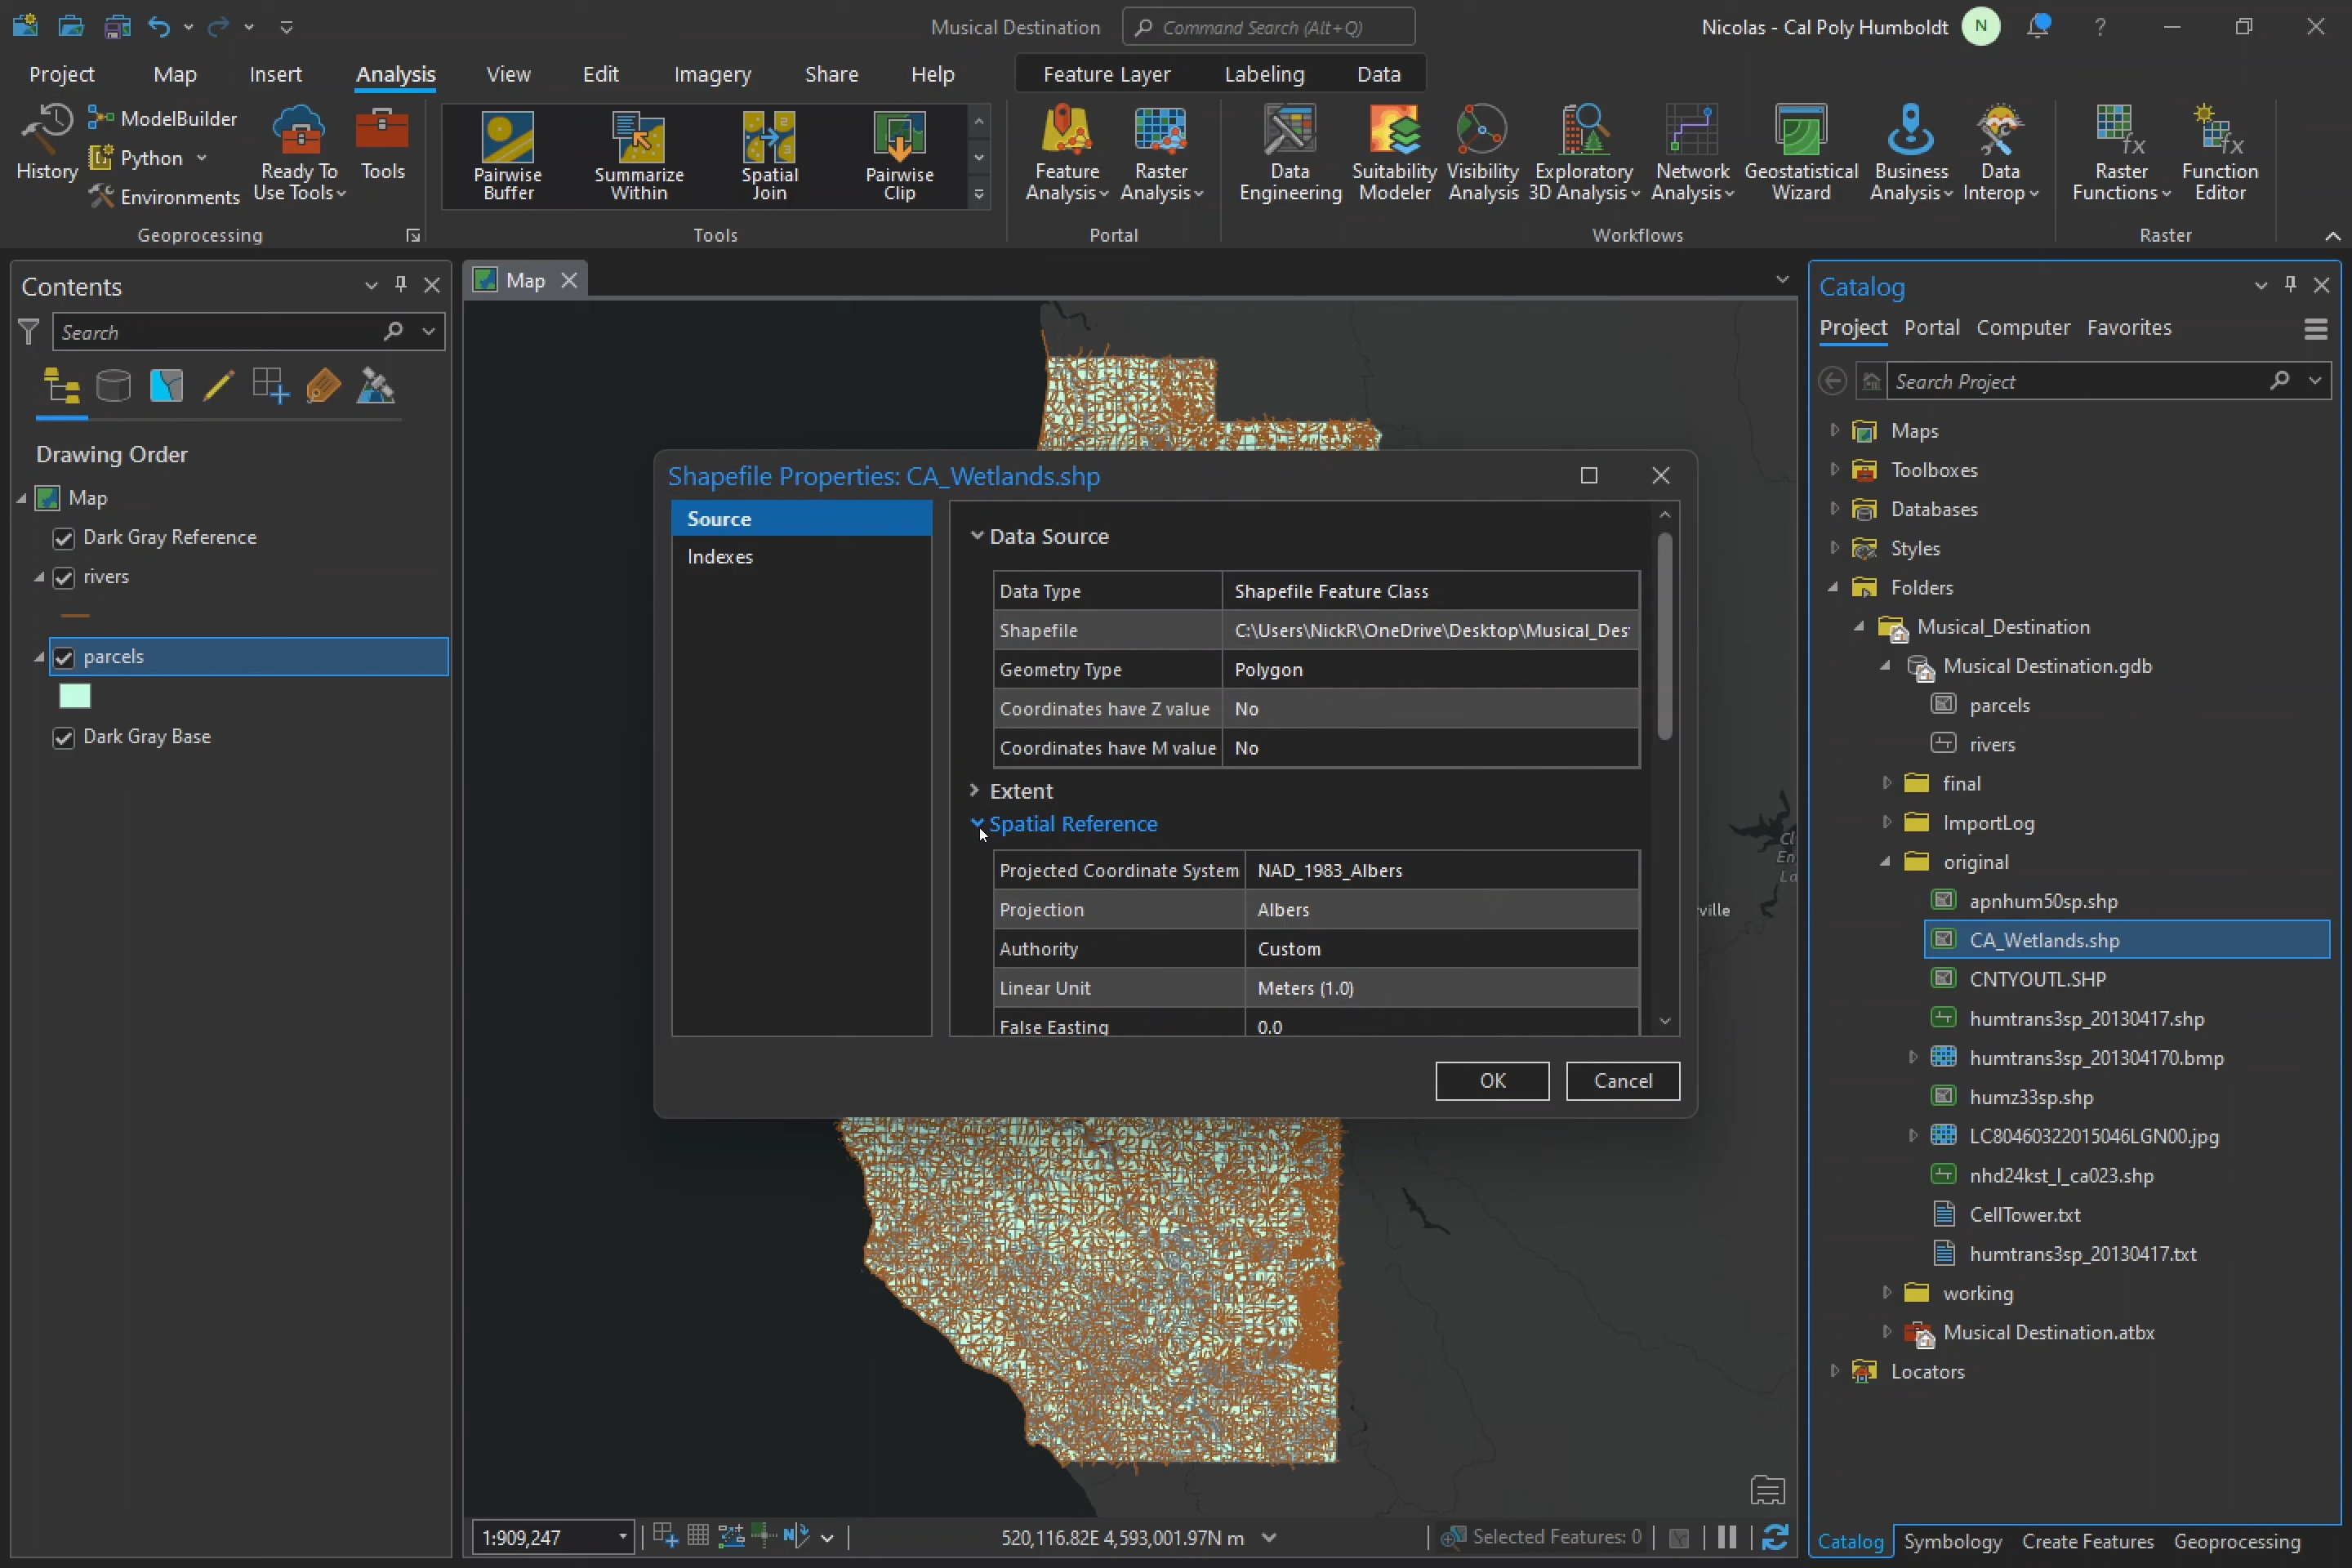 Musical Destination
Command Search (Alt+Q)
Nicolas - Cal Poly Humboldt
N
Project
Map
Insert
Analysis
View
Edit
Imagery
Share
Help
Feature Layer
Labeling
Data
History
ModelBuilder
Python
Environments
Ready To
Use Tools
Tools
Pairwise
Buffer
Summarize
Within
Spatial
Join
Pairwise
Clip
Feature
Analysis
Raster
Analysis
Data
Engineering
Suitability
Modeler
Visibility
Analysis
Exploratory
3D Analysis
Network
Analysis
Geostatistical
Wizard
Business
Analysis
Data
Interop
Raster
Functions
Function
Editor
Geoprocessing
Tools
Portal
Workflows
Raster
Contents
Search
Drawing Order
Map
Dark Gray Reference
rivers
parcels
Dark Gray Base
Map
Shapefile Properties: CA_Wetlands.shp
Source
Indexes
Data Source
Data Type Shapefile Feature Class
Shapefile C:\Users\NickR\OneDrive\Desktop\Musical_Des
Geometry Type Polygon
Coordinates have Z value No
Coordinates have M value No
Extent
Spatial Reference
Projected Coordinate System NAD_1983_Albers
Projection Albers
Authority Custom
Linear Unit Meters (1.0)
False Easting 0.0
OK
Cancel
Cl
En
La
ville
1:909,247
520,116.82E 4,593,001.97N m
Selected Features: 0
Catalog
Project
Portal
Computer
Favorites
Search Project
Maps
Toolboxes
Databases
Styles
Folders
Musical_Destination
Musical Destination.gdb
parcels
rivers
final
ImportLog
original
apnhum50sp.shp
CA_Wetlands.shp
CNTYOUTL.SHP
humtrans3sp_20130417.shp
humtrans3sp_201304170.bmp
humz33sp.shp
LC80460322015046LGN00.jpg
nhd24kst_l_ca023.shp
CellTower.txt
humtrans3sp_20130417.txt
working
Musical Destination.atbx
Locators
Catalog
Symbology
Create Features
Geoprocessing